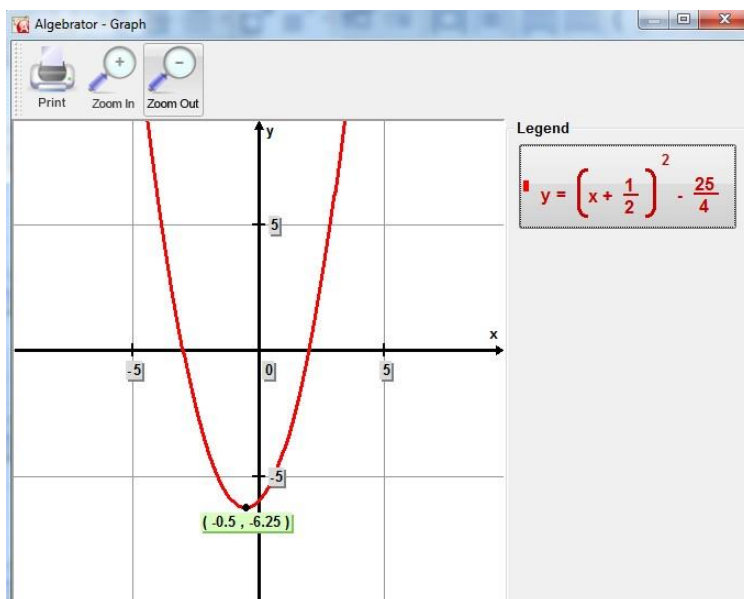 Algebrator - Graph
Print Zoom In Zoom Out
Legend
y = (x + 1/2)^2 - 25/4
y
5
x
-5 0 5
-5
( -0.5 , -6.25 )